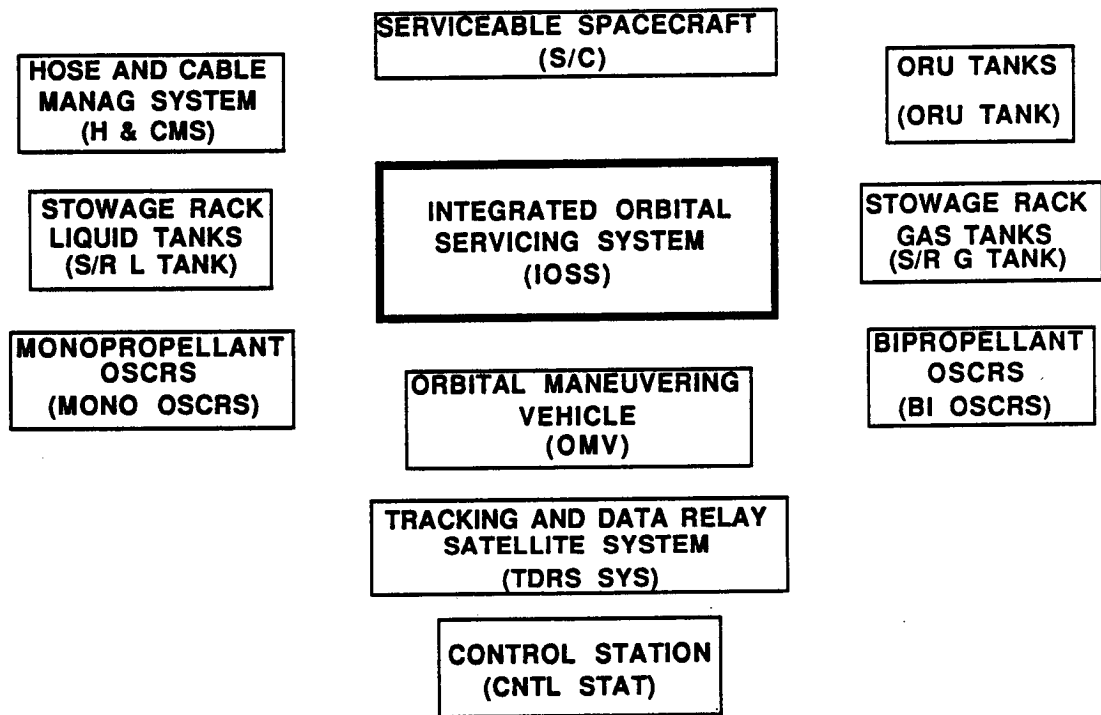 SERVICEABLE SPACECRAFT
(S/C)
HOSE AND CABLE
MANAG SYSTEM
(H & CMS)
ORU TANKS
(ORU TANK)
STOWAGE RACK
LIQUID TANKS
(S/R L TANK)
INTEGRATED ORBITAL
SERVICING SYSTEM
(IOSS)
STOWAGE RACK
GAS TANKS
(S/R G TANK)
MONOPROPELLANT
OSCRS
(MONO OSCRS)
BIPROPELLANT
OSCRS
(BI OSCRS)
ORBITAL MANEUVERING
VEHICLE
(OMV)
TRACKING AND DATA RELAY
SATELLITE SYSTEM
(TDRS SYS)
CONTROL STATION
(CNTL STAT)